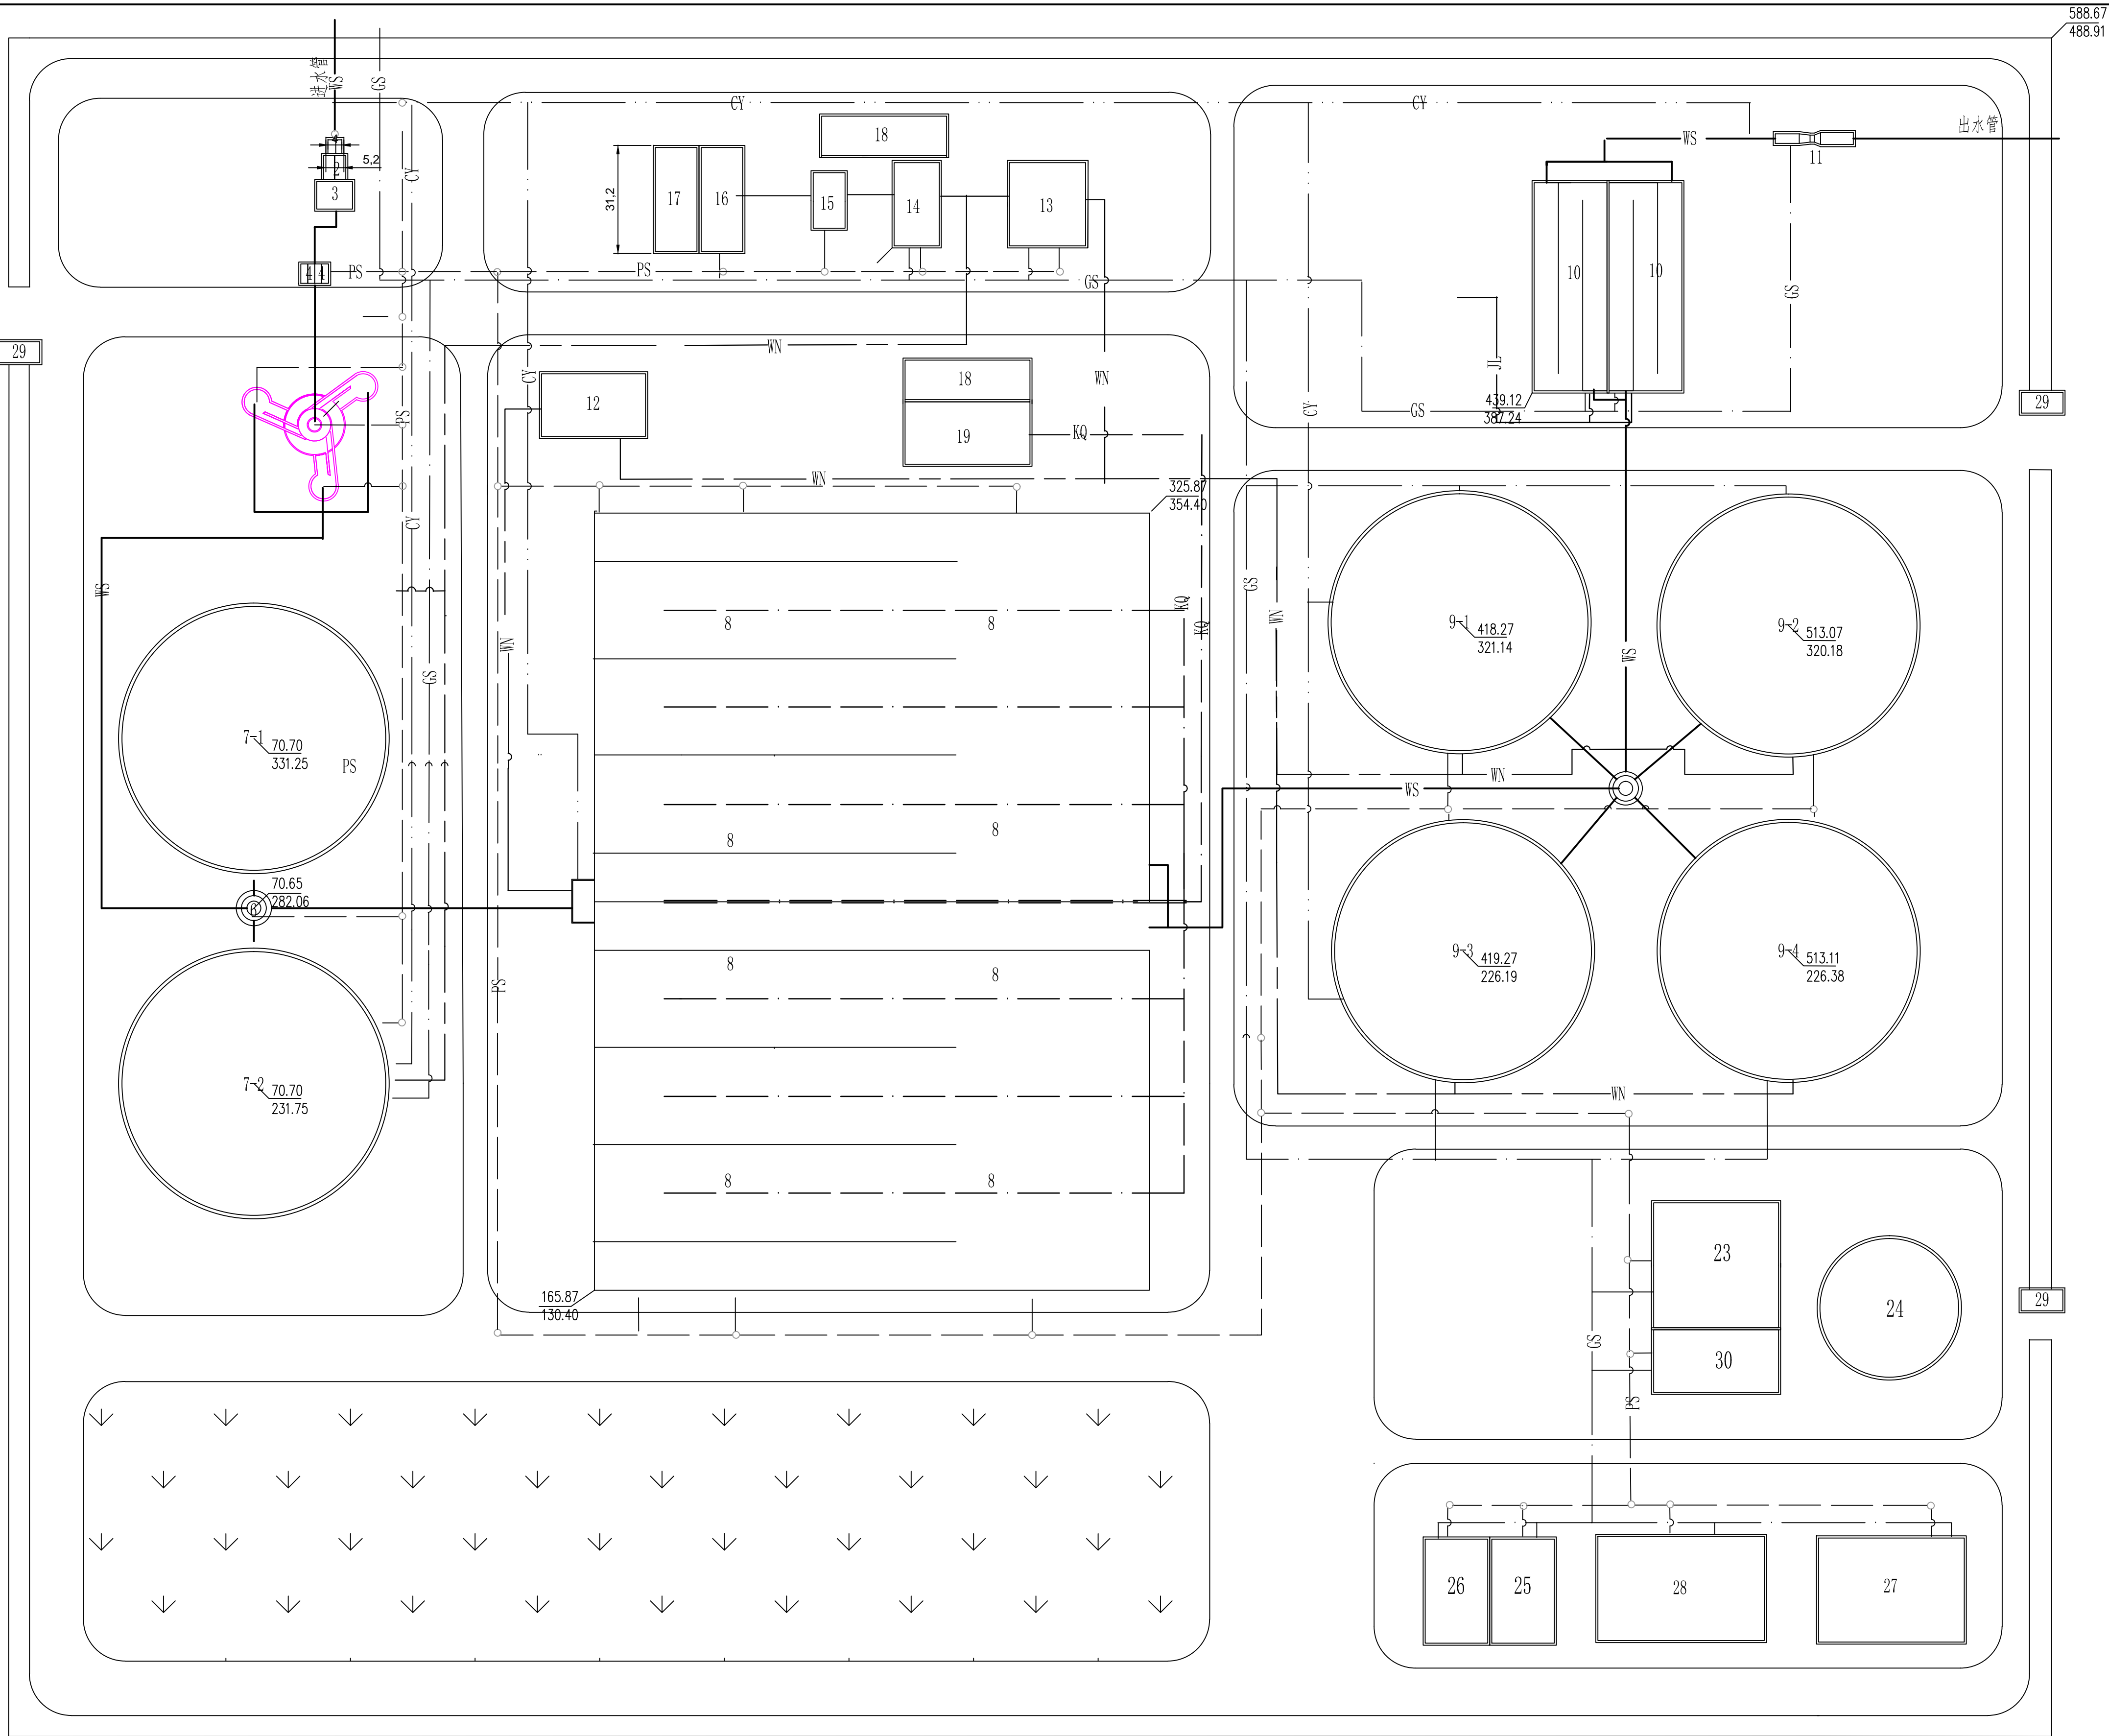 588.67
488.91
进水管
WS
GS
CY
CY
出水管
WS
11
18
4
5,2
2
3
CY
31,2
17
16
15
14
13
10
10
4 4
PS
PS
GS
GS
29
WN
CY
18
WN
JL
12
19
KQ
CY
GS
439.12
387.24
29
PS
WN
325.87
354.40
CY
WS
GS
KQ
KQ
WN
8
8
9-1
418.27
321.14
9-2
513.07
320.18
WN
WS
GS
7-1
70.70
331.25
PS
WN
WS
8
8
70.65
282.06
6
PS
8
8
9-3
419.27
226.19
9-4
513.11
226.38
7-2
70.70
231.75
WN
8
8
23
24
29
165.87
130.40
GS
30
PS
26
25
28
27